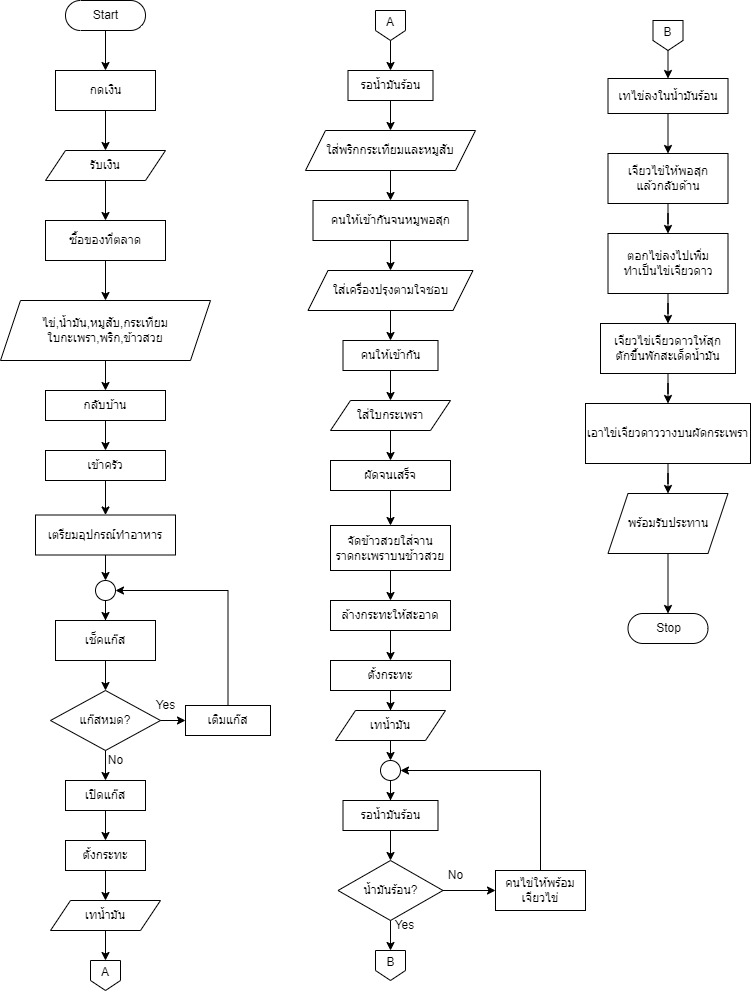 Start
กดเงิน
รับเงิน
ซื้อของที่ตลาด
ไข่,น้ำมัน,หมูสับ,กระเทียม
ใบกะเพรา,พริก,ข้าวสวย
กลับบ้าน
เข้าครัว
เตรียมอุปกรณ์ทำอาหาร
เช็คแก๊ส
แก๊สหมด?
Yes
เติมแก๊ส
No
เปิดแก๊ส
ตั้งกระทะ
เทน้ำมัน
A
A
รอน้ำมันร้อน
ใส่พริกกระเทียมและหมูสับ
คนให้เข้ากันจนหมูพอสุก
ใส่เครื่องปรุงตามใจชอบ
คนให้เข้ากัน
ใส่ใบกระเพรา
ผัดจนเสร็จ
จัดข้าวสวยใส่จาน
ราดกะเพราบนข้าวสวย
ล้างกระทะให้สะอาด
ตั้งกระทะ
เทน้ำมัน
รอน้ำมันร้อน
น้ำมันร้อน?
No
คนไข่ให้พร้อม
เจียวไข่
Yes
B
B
เทไข่ลงในน้ำมันร้อน
เจียวไข่ให้พอสุก
แล้วกลับด้าน
ตอกไข่ลงไปเพิ่ม
ทำเป็นไข่เจียวดาว
เจียวไข่เจียวดาวให้สุก
ตักขึ้นพักสะเด็ดน้ำมัน
เอาไข่เจียวดาววางบนผัดกระเพรา
พร้อมรับประทาน
Stop